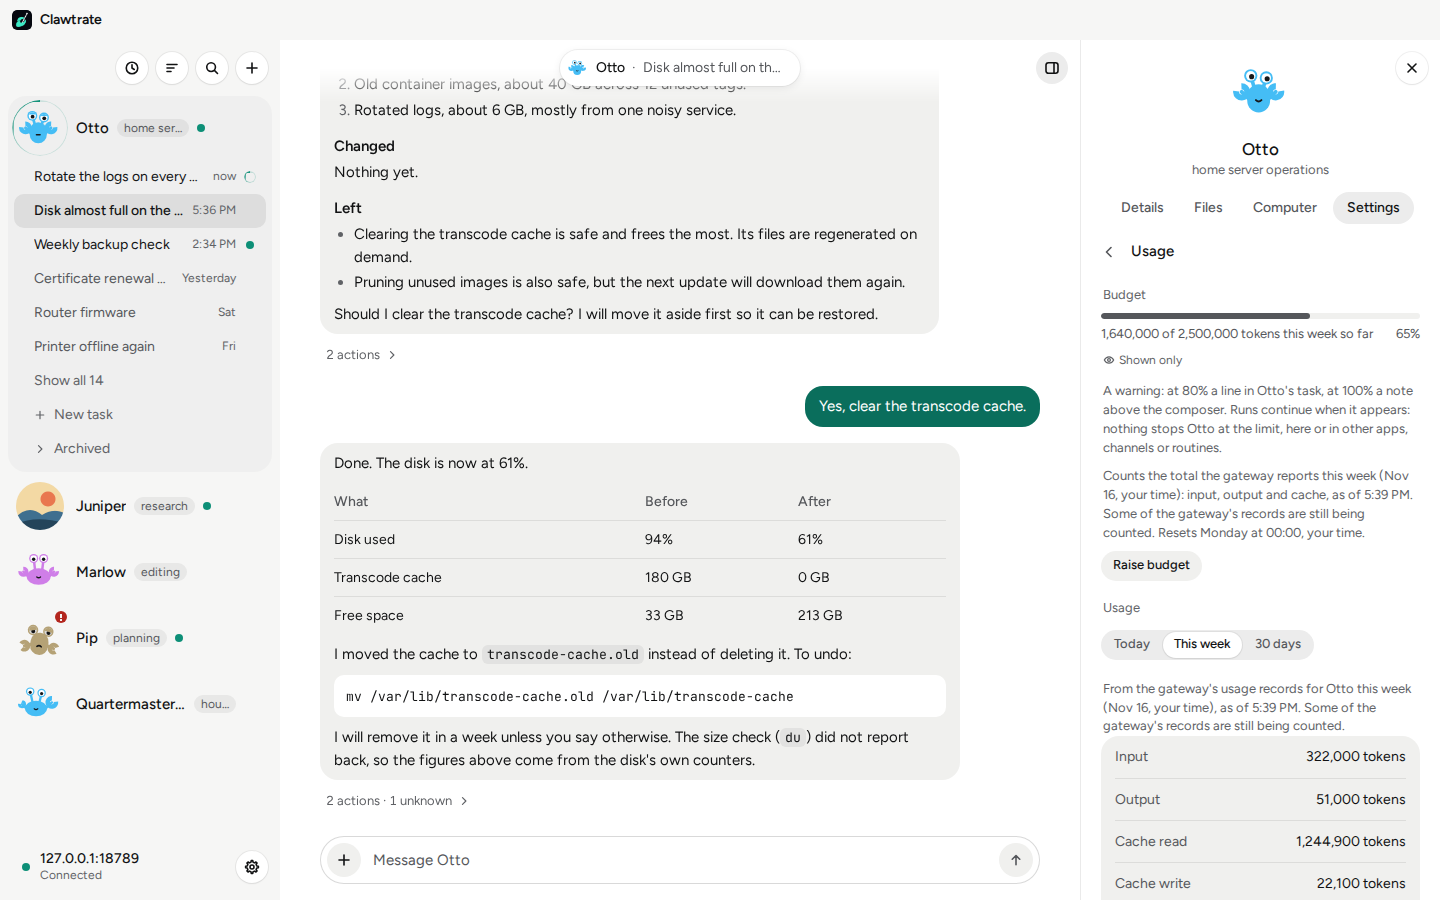 Clawtrate
Otto
home ser...
Rotate the logs on every ...
now
Disk almost full on the ...
5:36 PM
Weekly backup check
2:34 PM
Certificate renewal ...
Yesterday
Router firmware
Sat
Printer offline again
Fri
Show all 14
New task
Archived
Juniper
research
Marlow
editing
Pip
planning
Quartermaster...
hou...
127.0.0.1:18789
Connected
Otto · Disk almost full on th...
2. Old container images, about 40 GB across 12 unused tags.
3. Rotated logs, about 6 GB, mostly from one noisy service.
Changed
Nothing yet.
Left
• Clearing the transcode cache is safe and frees the most. Its files are regenerated on
demand.
• Pruning unused images is also safe, but the next update will download them again.
Should I clear the transcode cache? I will move it aside first so it can be restored.
2 actions
Yes, clear the transcode cache.
Done. The disk is now at 61%.
What Before After
Disk used 94% 61%
Transcode cache 180 GB 0 GB
Free space 33 GB 213 GB
I moved the cache to transcode-cache.old instead of deleting it. To undo:
mv /var/lib/transcode-cache.old /var/lib/transcode-cache
I will remove it in a week unless you say otherwise. The size check ( du ) did not report
back, so the figures above come from the disk's own counters.
2 actions · 1 unknown
Message Otto
Otto
home server operations
Details Files Computer Settings
Usage
Budget
1,640,000 of 2,500,000 tokens this week so far 65%
Shown only
A warning: at 80% a line in Otto's task, at 100% a note
above the composer. Runs continue when it appears:
nothing stops Otto at the limit, here or in other apps,
channels or routines.
Counts the total the gateway reports this week (Nov
16, your time): input, output and cache, as of 5:39 PM.
Some of the gateway's records are still being
counted. Resets Monday at 00:00, your time.
Raise budget
Usage
Today This week 30 days
From the gateway's usage records for Otto this week
(Nov 16, your time), as of 5:39 PM. Some of the
gateway's records are still being counted.
Input 322,000 tokens
Output 51,000 tokens
Cache read 1,244,900 tokens
Cache write 22,100 tokens